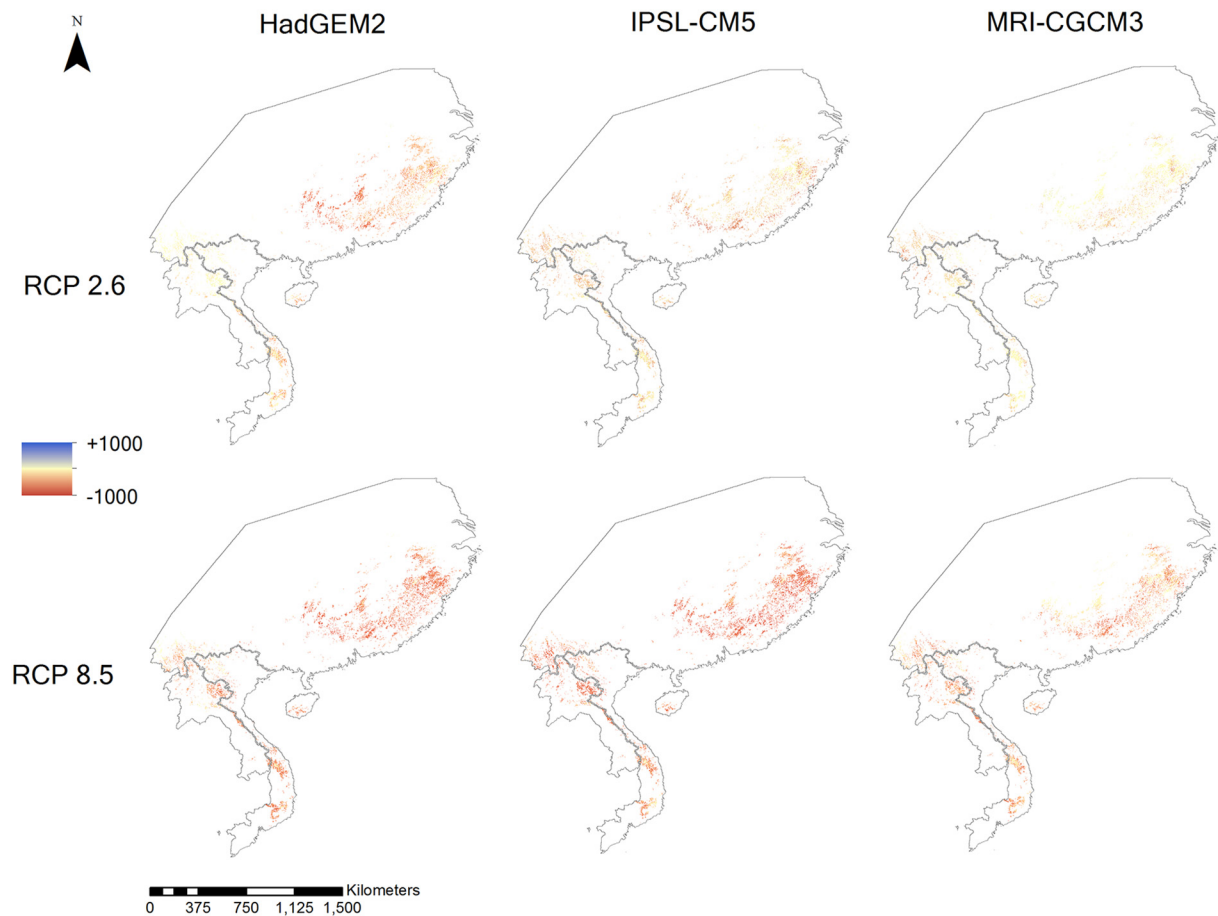 N
HadGEM2
IPSL-CM5
MRI-CGCM3
RCP 2.6
+1000
-1000
RCP 8.5
Kilometers
0 375 750 1,125 1,500